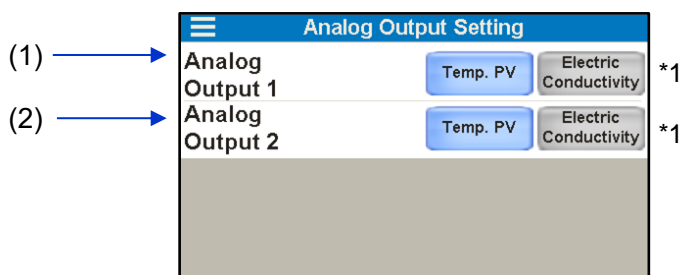 Analog Output Setting
(1)
Analog
Output 1
Temp. PV
Electric
Conductivity
*1
(2)
Analog
Output 2
Temp. PV
Electric
Conductivity
*1